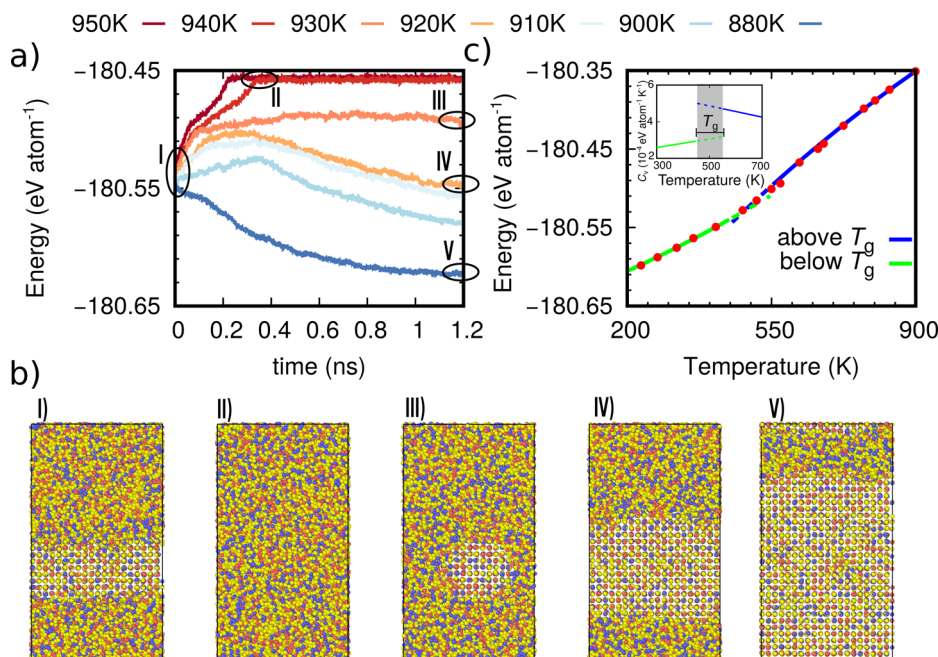 950K 940K 930K 920K 910K 900K 880K
a)
−180.45
−180.55
−180.65
Energy (eV atom⁻¹)
0 0.2 0.4 0.6 0.8 1 1.2
time (ns)
I
II
III
IV
V
c)
−180.35
−180.45
−180.55
−180.65
Energy (eV atom⁻¹)
200 550 900
Temperature (K)
6
4
2
Cᵥ (10⁻⁴ eV atom⁻¹ K⁻¹)
300 500 700
Temperature (K)
T_g
above T_g
below T_g
b)
I) II) III) IV) V)